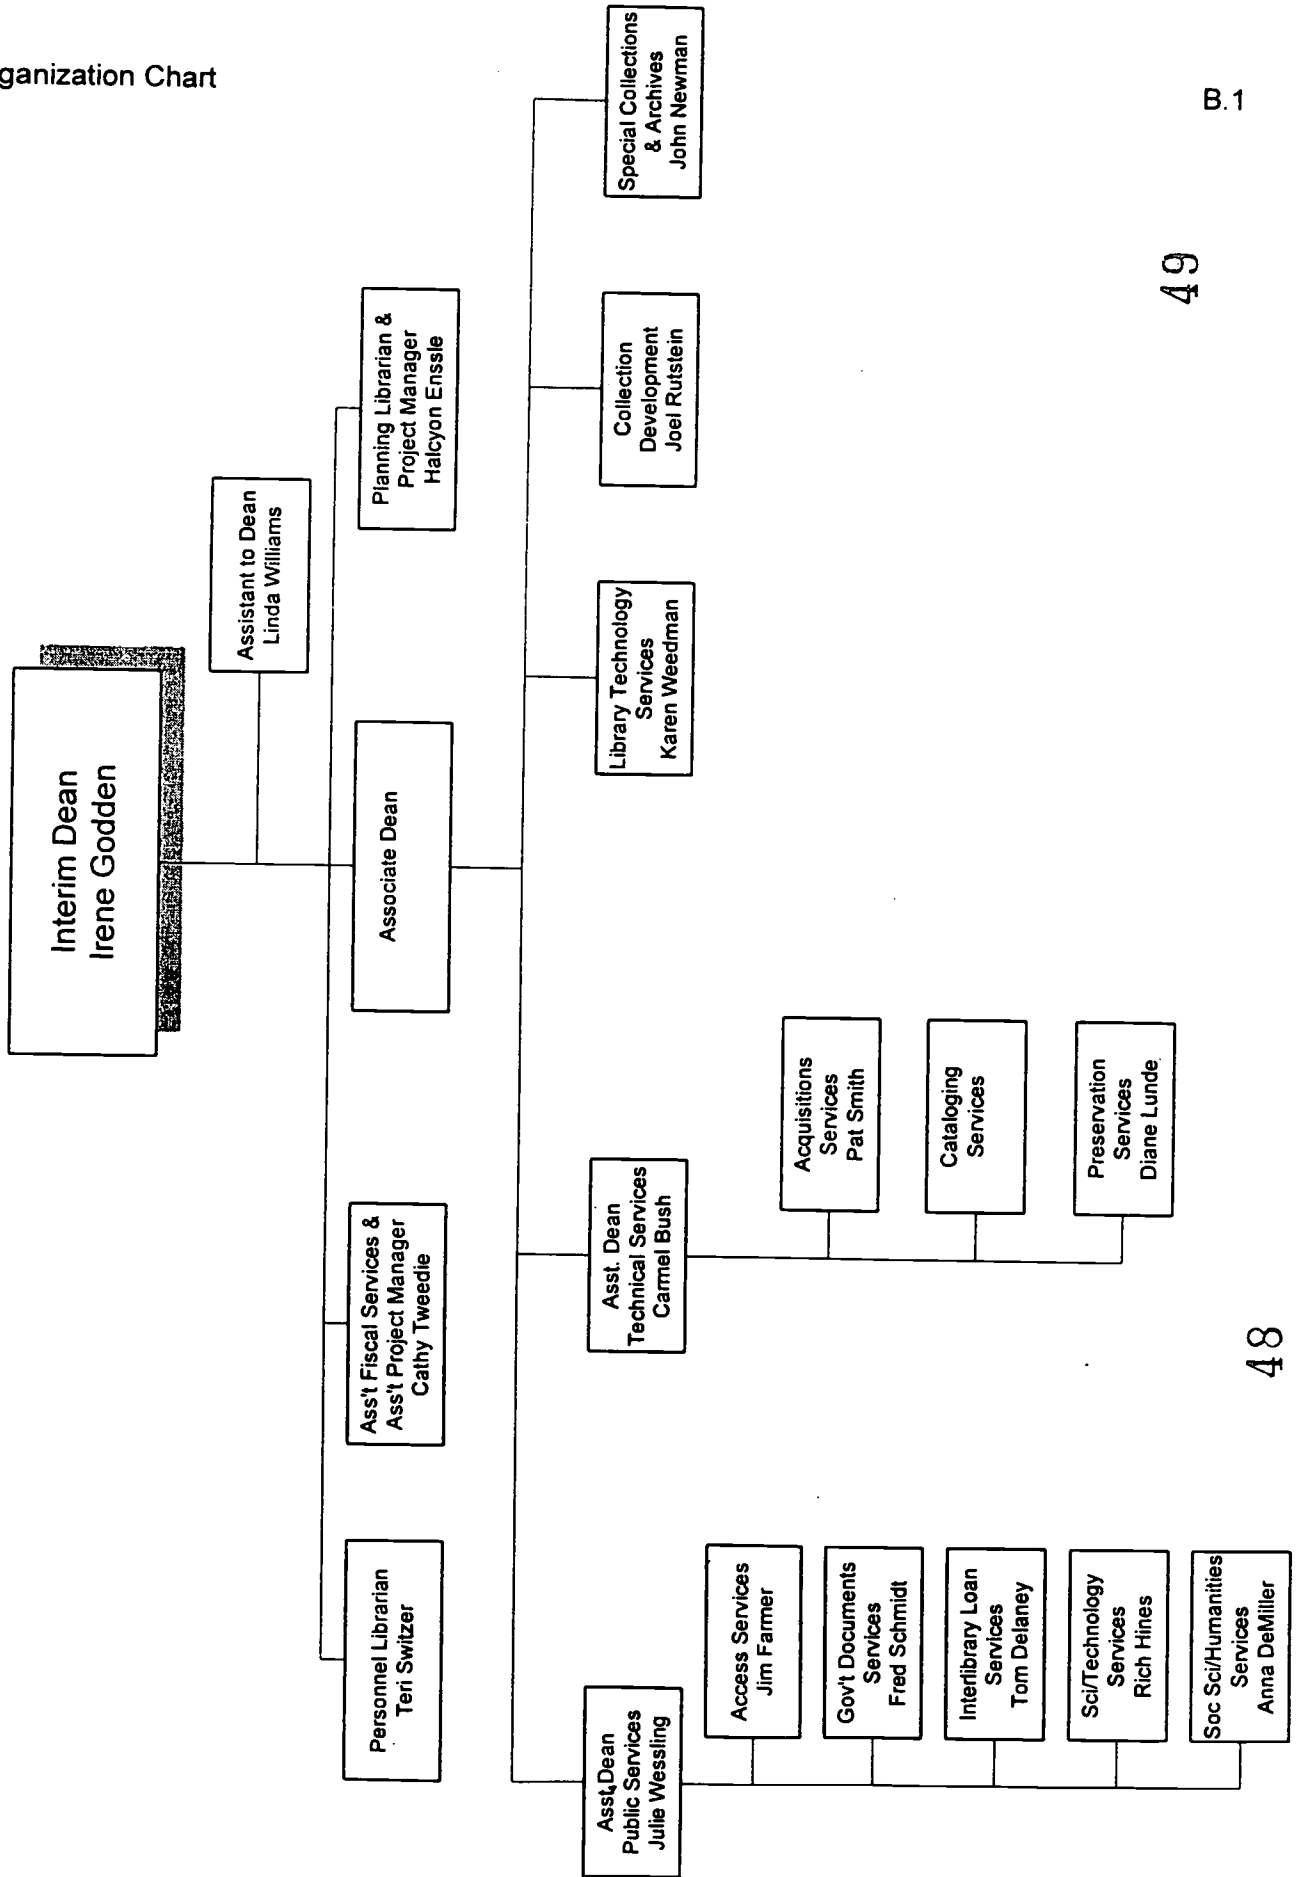 ganization Chart
B.1
Interim Dean
Irene Godden
Assistant to Dean
Linda Williams
Personnel Librarian
Teri Switzer
Ass't Fiscal Services &
Ass't Project Manager
Cathy Tweedie
Associate Dean
Planning Librarian &
Project Manager
Halcyon Enssle
Asst. Dean
Public Services
Julie Wessling
Asst. Dean
Technical Services
Carmel Bush
Library Technology
Services
Karen Weedman
Collection
Development
Joel Rutstein
Special Collections
& Archives
John Newman
Access Services
Jim Farmer
Gov't Documents
Services
Fred Schmidt
Interlibrary Loan
Services
Tom Delaney
Sci/Technology
Services
Rich Hines
Soc Sci/Humanities
Services
Anna DeMiller
Acquisitions
Services
Pat Smith
Cataloging
Services
Preservation
Services
Diane Lunde
48
49